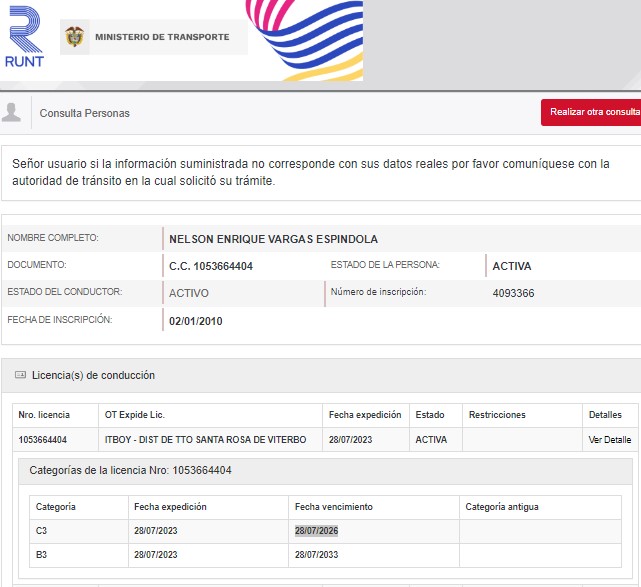 RUNT
MINISTERIO DE TRANSPORTE
Consulta Personas
Realizar otra consulta
Señor usuario si la información suministrada no corresponde con sus datos reales por favor comuníquese con la
autoridad de tránsito en la cual solicitó su trámite.
NOMBRE COMPLETO: NELSON ENRIQUE VARGAS ESPINDOLA
DOCUMENTO: C.C. 1053664404 ESTADO DE LA PERSONA: ACTIVA
ESTADO DEL CONDUCTOR: ACTIVO Número de inscripción: 4093366
FECHA DE INSCRIPCIÓN: 02/01/2010
Licencia(s) de conducción
Nro. licencia OT Expide Lic. Fecha expedición Estado Restricciones Detalles
1053664404 ITBOY - DIST DE TTO SANTA ROSA DE VITERBO 28/07/2023 ACTIVA Ver Detalle
Categorías de la licencia Nro: 1053664404
Categoría Fecha expedición Fecha vencimiento Categoría antigua
C3 28/07/2023 28/07/2026
B3 28/07/2023 28/07/2033